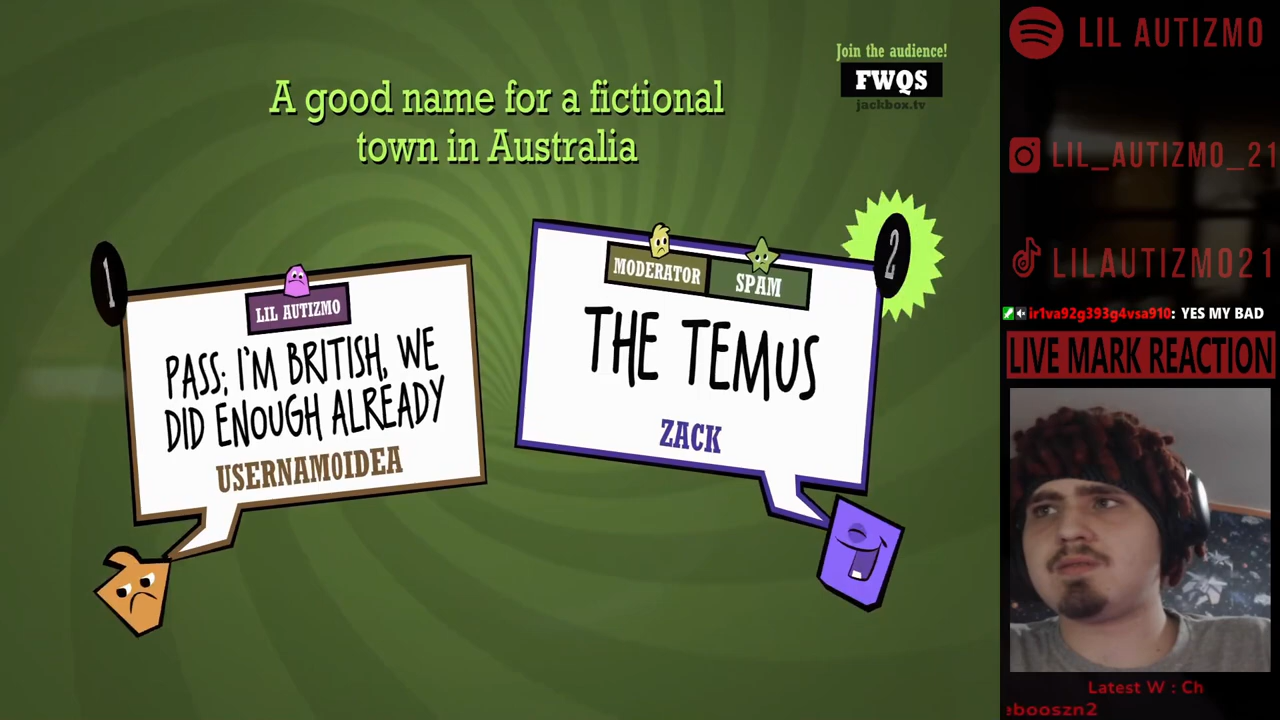 Join the audience!
FWQS
jackbox.tv
A good name for a fictional
town in Australia
1
LIL AUTIZMO
PASS; I'M BRITISH, WE
DID ENOUGH ALREADY
USERNAMOIDEA
2
MODERATOR
SPAM
THE TEMUS
ZACK
LIL AUTIZMO
LIL_AUTIZMO_21
LILAUTIZMO21
ir1va92g393g4vsa910: YES MY BAD
LIVE MARK REACTION
Latest W : Ch
ebooszn2